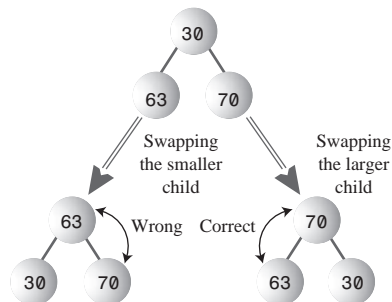 30
63 70
Swapping
the smaller
child
Swapping
the larger
child
63 Wrong Correct 70
30 70 63 30